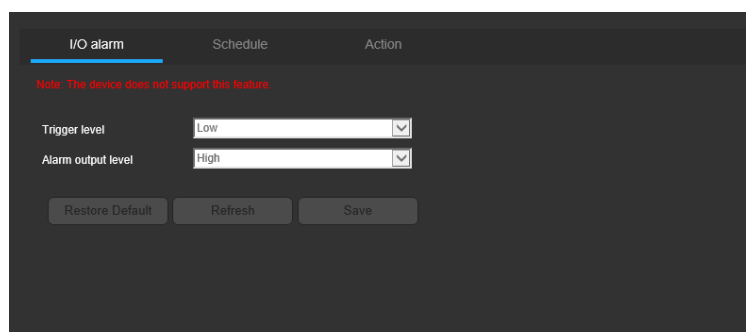 I/O alarm Schedule Action
Note: The device does not support this feature.
Trigger level Low
Alarm output level High
Restore Default Refresh Save